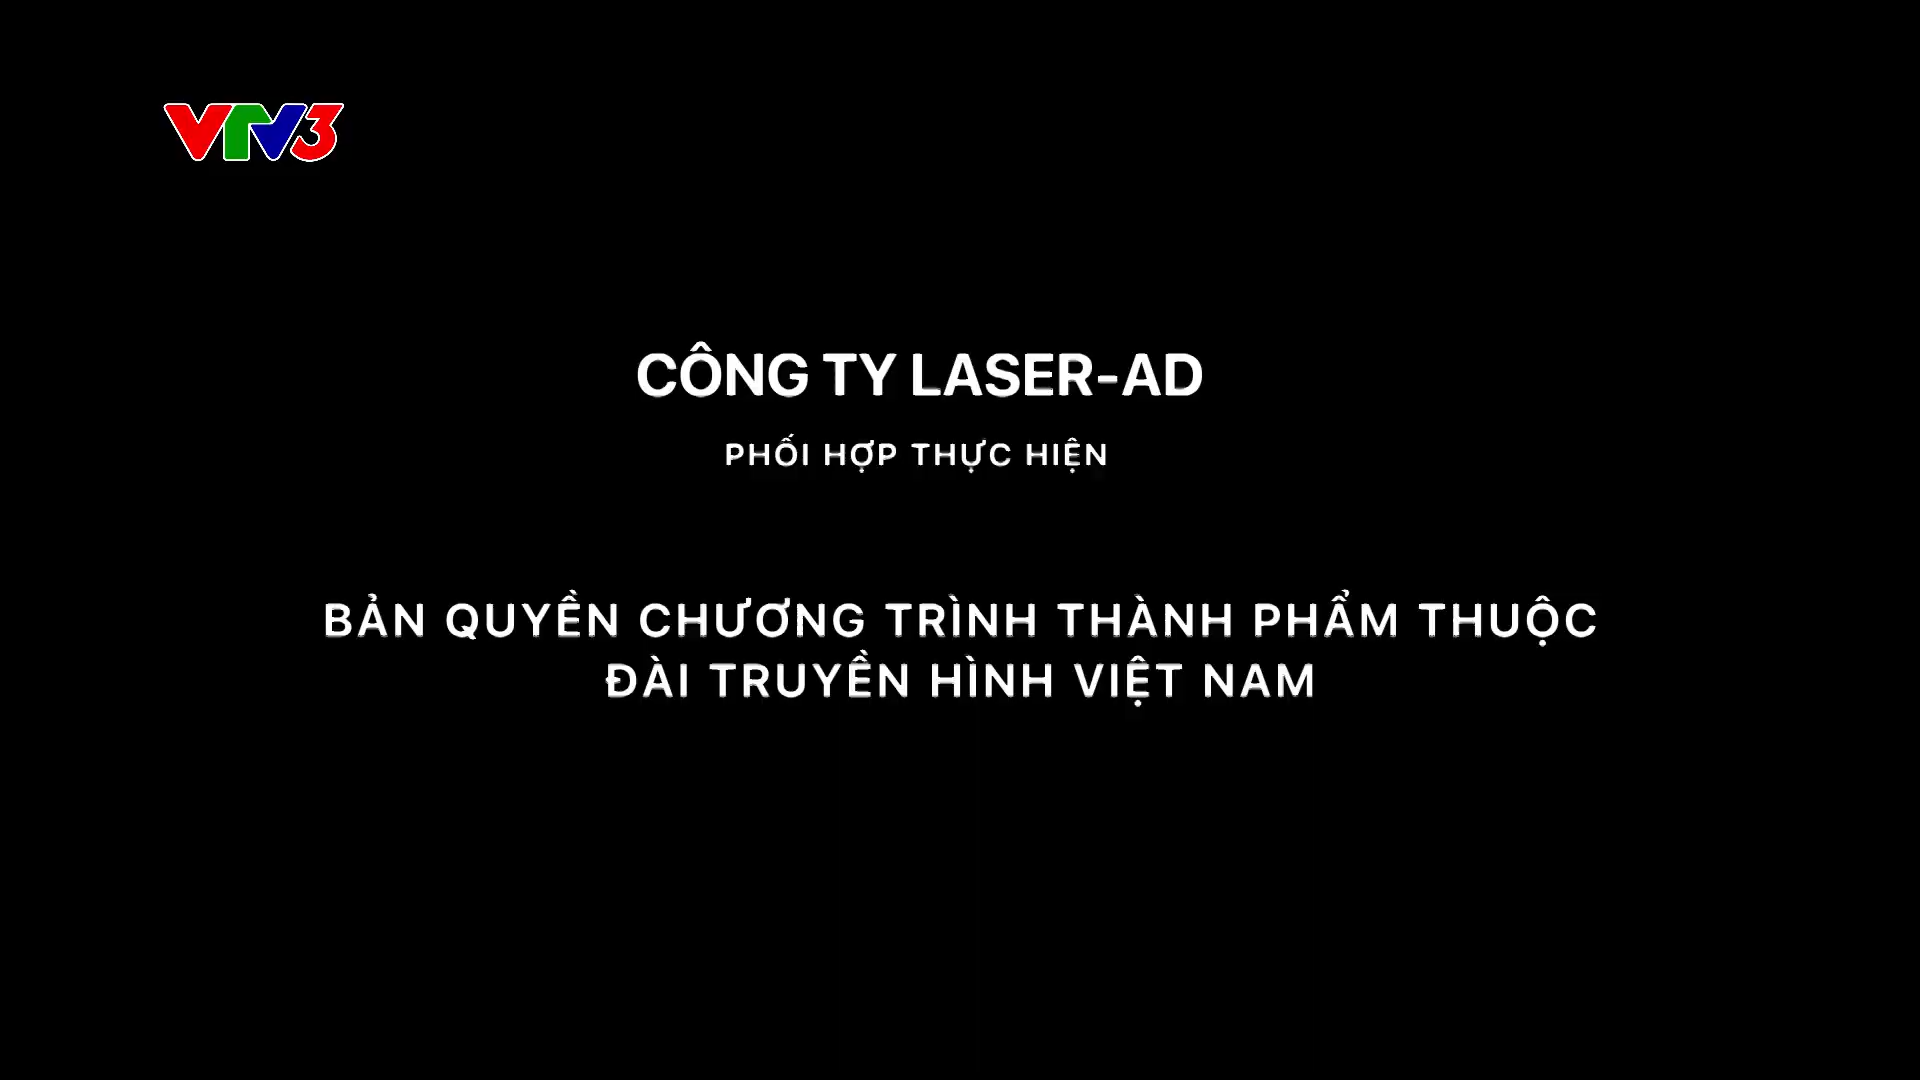 VTV3
CÔNG TY LASER-AD
PHỐI HỢP THỰC HIỆN
BẢN QUYỀN CHƯƠNG TRÌNH THÀNH PHẨM THUỘC
ĐÀI TRUYỀN HÌNH VIỆT NAM